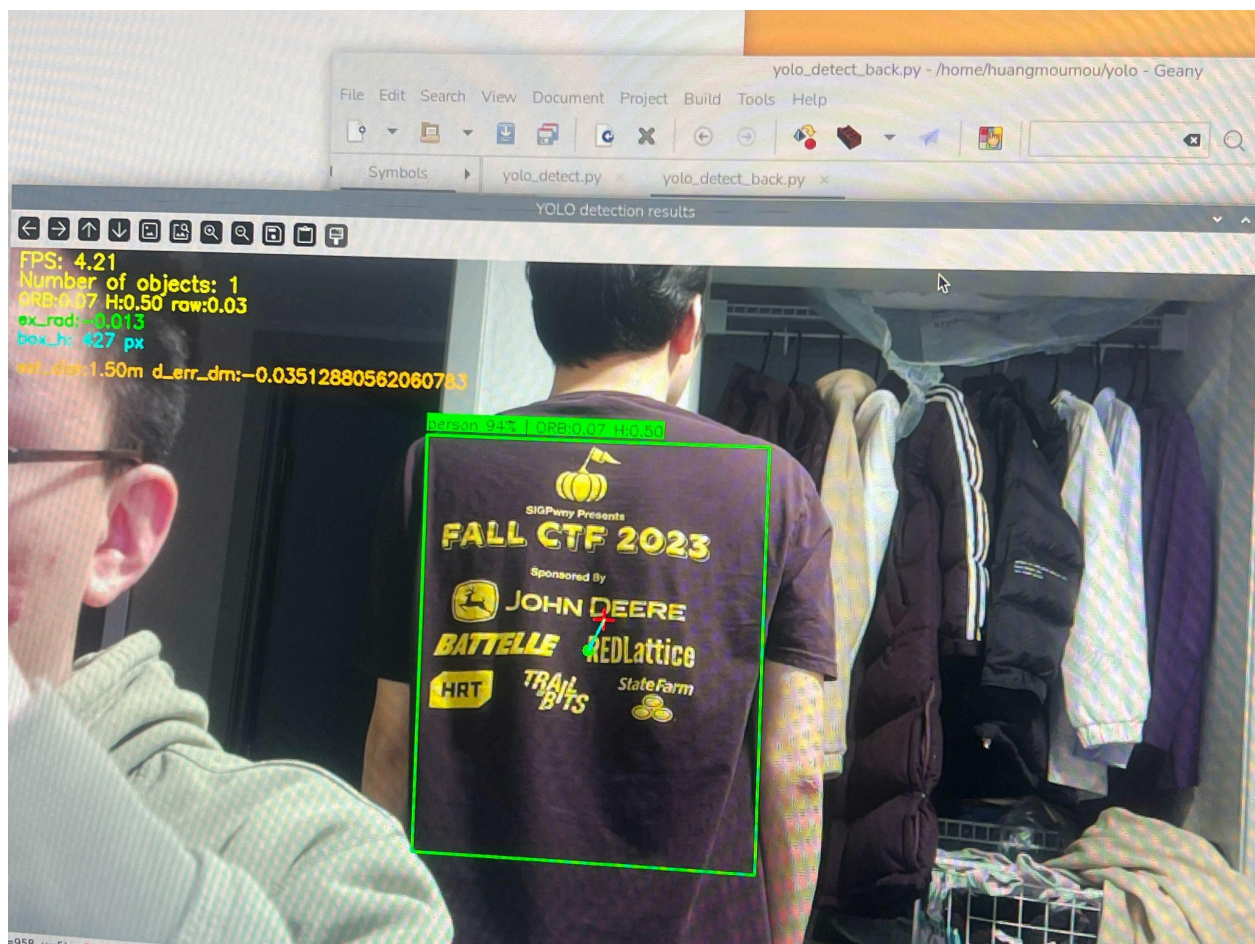 yolo_detect_back.py - /home/huangmoumou/yolo - Geany
File Edit Search View Document Project Build Tools Help
Symbols yolo_detect.py yolo_detect_back.py
YOLO detection results
FPS: 4.21
Number of objects: 1
ORB:0.07 H:0.50 raw:0.03
ex_rad:-0.013
box_h: 427 px
est_dist:1.50m d_err_dm:-0.03512880562060783
person 94% | ORB:0.07 H:0.50
SIGPwny Presents
FALL CTF 2023
Sponsored By
JOHN DEERE
BATTELLE REDLattice
HRT TRAIL OF BITS StateFarm